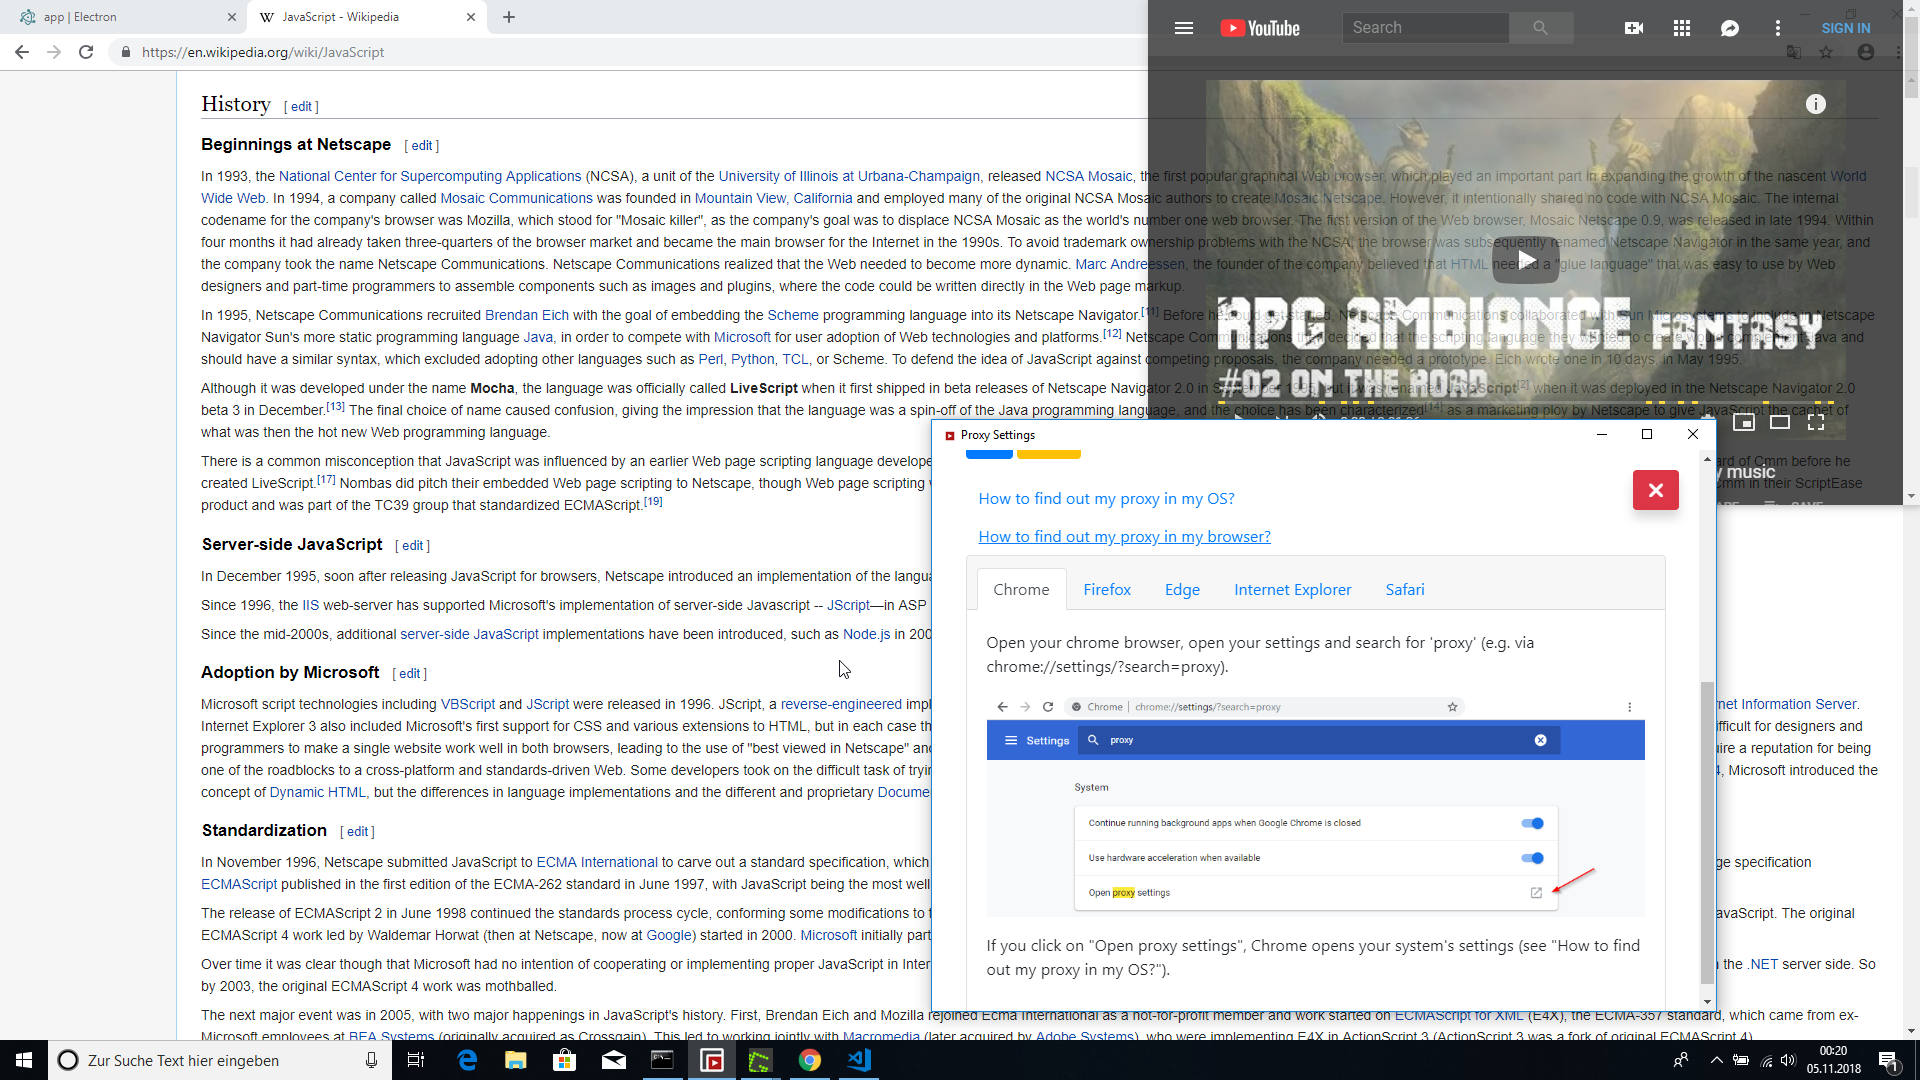 app | Electron
JavaScript - Wikipedia
https://en.wikipedia.org/wiki/JavaScript
YouTube
Search
SIGN IN
History [ edit ]
Beginnings at Netscape [ edit ]
In 1993, the National Center for Supercomputing Applications (NCSA), a unit of the University of Illinois at Urbana-Champaign, released NCSA Mosaic, the first popular graphical Web browser, which played an important part in expanding the growth of the nascent World
Wide Web. In 1994, a company called Mosaic Communications was founded in Mountain View, California and employed many of the original NCSA Mosaic authors to create Mosaic Netscape. However, it intentionally shared no code with NCSA Mosaic. The internal
codename for the company's browser was Mozilla, which stood for "Mosaic killer", as the company's goal was to displace NCSA Mosaic as the world's number one web browser. The first version of the Web browser, Mosaic Netscape 0.9, was released in late 1994. Within
four months it had already taken three-quarters of the browser market and became the main browser for the Internet in the 1990s. To avoid trademark ownership problems with the NCSA, the browser was subsequently renamed Netscape Navigator in the same year, and
the company took the name Netscape Communications. Netscape Communications realized that the Web needed to become more dynamic. Marc Andreessen, the founder of the company believed that HTML needed a "glue language" that was easy to use by Web
designers and part-time programmers to assemble components such as images and plugins, where the code could be written directly in the Web page markup.
In 1995, Netscape Communications recruited Brendan Eich with the goal of embedding the Scheme programming language into its Netscape Navigator.[11] Before he could get started, Netscape Communications collaborated with Sun Microsystems to include in Netscape
Navigator Sun's more static programming language Java, in order to compete with Microsoft for user adoption of Web technologies and platforms.[12] Netscape Communications then decided that the scripting language they wanted to create would complement Java and
should have a similar syntax, which excluded adopting other languages such as Perl, Python, TCL, or Scheme. To defend the idea of JavaScript against competing proposals, the company needed a prototype. Eich wrote one in 10 days, in May 1995.
RPG AMBIANCE FANTASY
#02 ON THE ROAD
Although it was developed under the name Mocha, the language was officially called LiveScript when it first shipped in beta releases of Netscape Navigator 2.0 in September 1995, but it was renamed JavaScript[2] when it was deployed in the Netscape Navigator 2.0
beta 3 in December.[13] The final choice of name caused confusion, giving the impression that the language was a spin-off of the Java programming language, and the choice has been characterized[14] as a marketing ploy by Netscape to give JavaScript the cachet of
what was then the hot new Web programming language.
There is a common misconception that JavaScript was influenced by an earlier Web page scripting language develope
ard of Cmm before he
created LiveScript.[17] Nombas did pitch their embedded Web page scripting to Netscape, though Web page scripting
mm in their ScriptEase
product and was part of the TC39 group that standardized ECMAScript.[19]
y music
SAVE
Server-side JavaScript [ edit ]
In December 1995, soon after releasing JavaScript for browsers, Netscape introduced an implementation of the langua
Since 1996, the IIS web-server has supported Microsoft's implementation of server-side Javascript -- JScript—in ASP
Since the mid-2000s, additional server-side JavaScript implementations have been introduced, such as Node.js in 200
Adoption by Microsoft [ edit ]
Microsoft script technologies including VBScript and JScript were released in 1996. JScript, a reverse-engineered impl
rnet Information Server.
Internet Explorer 3 also included Microsoft's first support for CSS and various extensions to HTML, but in each case th
ifficult for designers and
programmers to make a single website work well in both browsers, leading to the use of "best viewed in Netscape" and
uire a reputation for being
one of the roadblocks to a cross-platform and standards-driven Web. Some developers took on the difficult task of tryin
4, Microsoft introduced the
concept of Dynamic HTML, but the differences in language implementations and the different and proprietary Docume
Standardization [ edit ]
In November 1996, Netscape submitted JavaScript to ECMA International to carve out a standard specification, which
ge specification
ECMAScript published in the first edition of the ECMA-262 standard in June 1997, with JavaScript being the most well
The release of ECMAScript 2 in June 1998 continued the standards process cycle, conforming some modifications to t
avaScript. The original
ECMAScript 4 work led by Waldemar Horwat (then at Netscape, now at Google) started in 2000. Microsoft initially part
Over time it was clear though that Microsoft had no intention of cooperating or implementing proper JavaScript in Inter
the .NET server side. So
by 2003, the original ECMAScript 4 work was mothballed.
The next major event was in 2005, with two major happenings in JavaScript's history. First, Brendan Eich and Mozilla rejoined Ecma International as a not-for-profit member and work started on ECMAScript for XML (E4X), the ECMA-357 standard, which came from ex-
Microsoft employees at BEA Systems (originally acquired as Crossgain). This led to working jointly with Macromedia (later acquired by Adobe Systems), who were implementing E4X in ActionScript 3 (ActionScript 3 was a fork of original ECMAScript 4).
Proxy Settings
How to find out my proxy in my OS?
How to find out my proxy in my browser?
Chrome Firefox Edge Internet Explorer Safari
Open your chrome browser, open your settings and search for 'proxy' (e.g. via
chrome://settings/?search=proxy).
Chrome | chrome://settings/?search=proxy
Settings proxy
System
Continue running background apps when Google Chrome is closed
Use hardware acceleration when available
Open proxy settings
If you click on "Open proxy settings", Chrome opens your system's settings (see "How to find
out my proxy in my OS?").
Zur Suche Text hier eingeben
00:20
05.11.2018
1